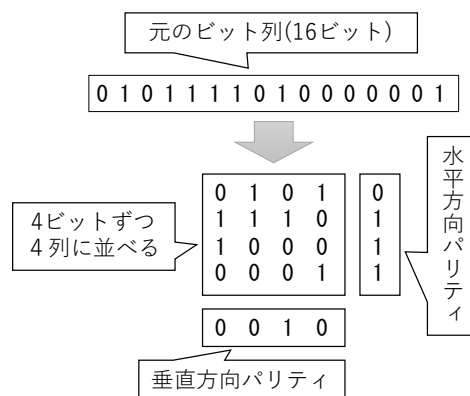 元のビット列(16ビット)
0 1 0 1 1 1 1 0 1 0 0 0 0 0 0 1
水平方向パリティ
4ビットずつ
４列に並べる
0 1 0 1 0
1 1 1 0 1
1 0 0 0 1
0 0 0 1 1
0 0 1 0
垂直方向パリティ